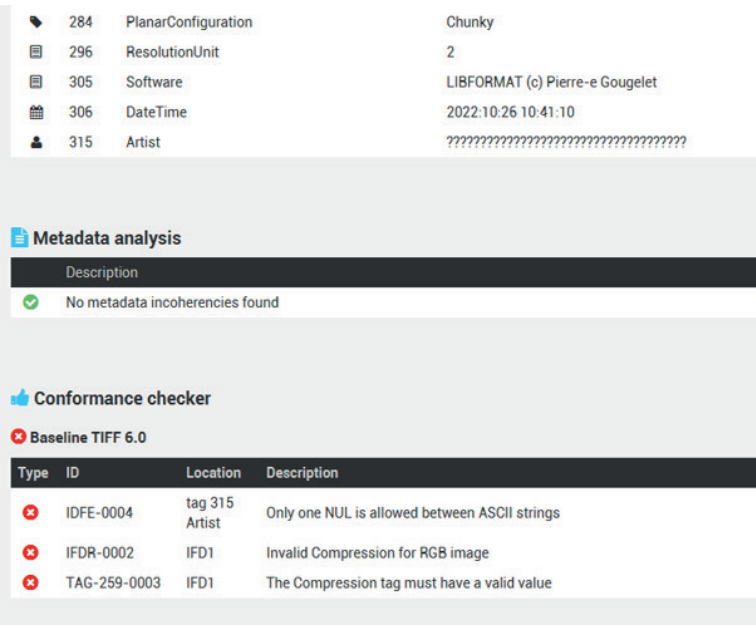 284 PlanarConfiguration Chunky
296 ResolutionUnit 2
305 Software LIBFORMAT (c) Pierre-e Gougelet
306 DateTime 2022:10:26 10:41:10
315 Artist ????????????????????????????????????
Metadata analysis
Description
No metadata incoherencies found
Conformance checker
Baseline TIFF 6.0
Type ID Location Description
IDFE-0004 tag 315 Artist Only one NUL is allowed between ASCII strings
IFDR-0002 IFD1 Invalid Compression for RGB image
TAG-259-0003 IFD1 The Compression tag must have a valid value